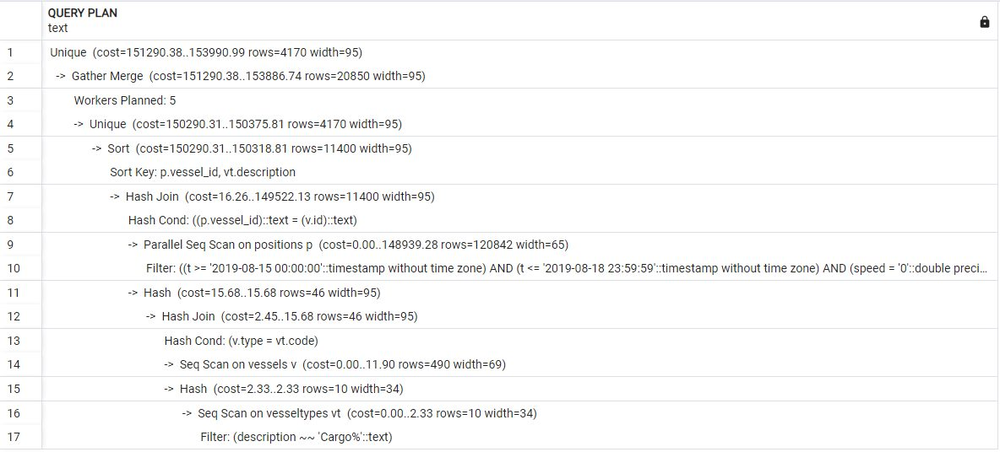 QUERY PLAN
text
1 Unique (cost=151290.38..153990.99 rows=4170 width=95)
2 -> Gather Merge (cost=151290.38..153886.74 rows=20850 width=95)
3 Workers Planned: 5
4 -> Unique (cost=150290.31..150375.81 rows=4170 width=95)
5 -> Sort (cost=150290.31..150318.81 rows=11400 width=95)
6 Sort Key: p.vessel_id, vt.description
7 -> Hash Join (cost=16.26..149522.13 rows=11400 width=95)
8 Hash Cond: ((p.vessel_id)::text = (v.id)::text)
9 -> Parallel Seq Scan on positions p (cost=0.00..148939.28 rows=120842 width=65)
10 Filter: ((t >= '2019-08-15 00:00:00'::timestamp without time zone) AND (t <= '2019-08-18 23:59:59'::timestamp without time zone) AND (speed = '0'::double preci...
11 -> Hash (cost=15.68..15.68 rows=46 width=95)
12 -> Hash Join (cost=2.45..15.68 rows=46 width=95)
13 Hash Cond: (v.type = vt.code)
14 -> Seq Scan on vessels v (cost=0.00..11.90 rows=490 width=69)
15 -> Hash (cost=2.33..2.33 rows=10 width=34)
16 -> Seq Scan on vesseltypes vt (cost=0.00..2.33 rows=10 width=34)
17 Filter: (description ~~ 'Cargo%'::text)